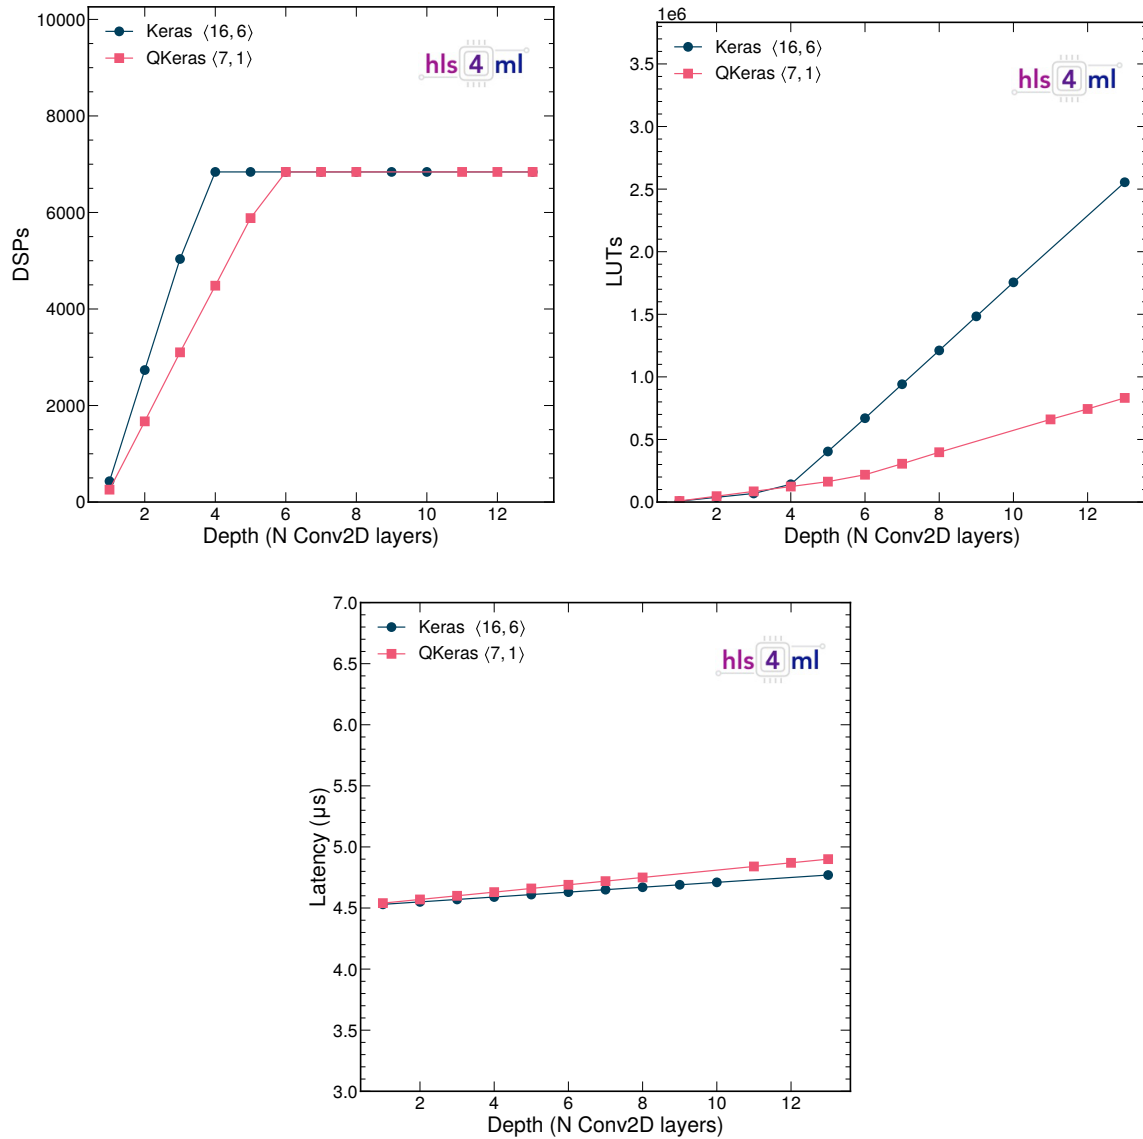 Keras ⟨16, 6⟩
QKeras ⟨7, 1⟩
hls 4 ml
10000
8000
6000
4000
2000
0
DSPs
2 4 6 8 10 12
Depth (N Conv2D layers)
1e6
Keras ⟨16, 6⟩
QKeras ⟨7, 1⟩
hls 4 ml
3.5
3.0
2.5
2.0
1.5
1.0
0.5
0.0
LUTs
2 4 6 8 10 12
Depth (N Conv2D layers)
Keras ⟨16, 6⟩
QKeras ⟨7, 1⟩
hls 4 ml
7.0
6.5
6.0
5.5
5.0
4.5
4.0
3.5
3.0
Latency (μs)
2 4 6 8 10 12
Depth (N Conv2D layers)